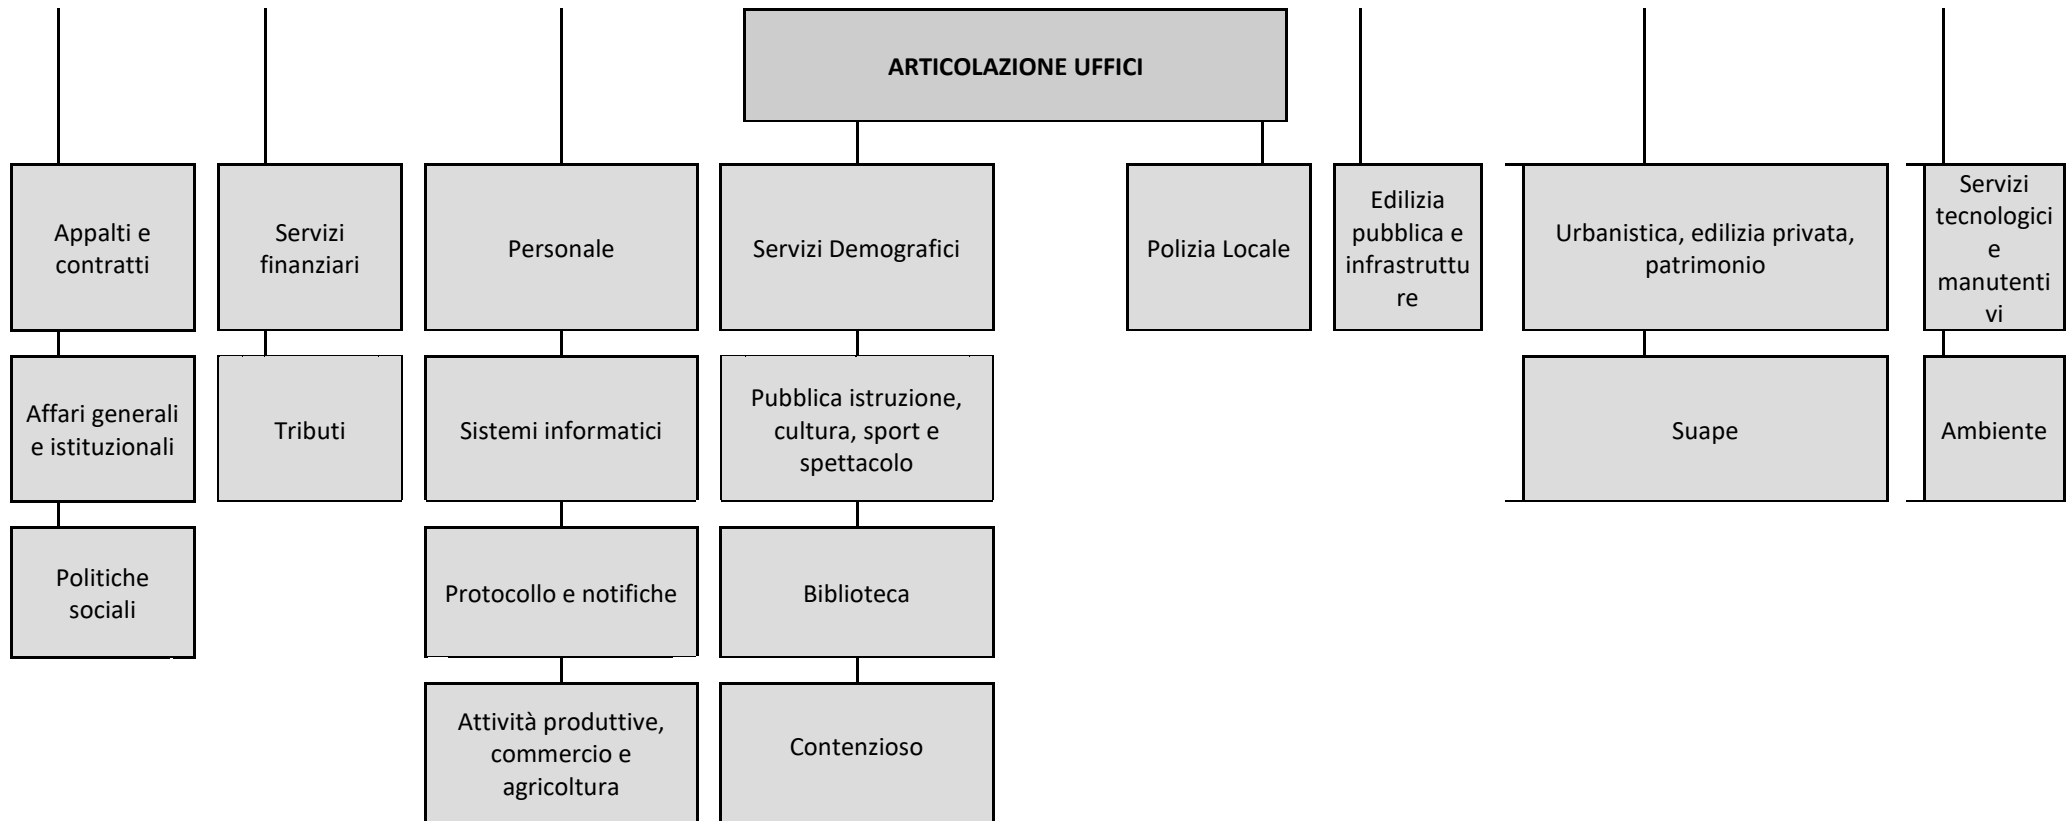 ARTICOLAZIONE UFFICI
Appalti e
contratti
Servizi
finanziari
Personale
Servizi Demografici
Polizia Locale
Edilizia
pubblica e
infrastruttu
re
Urbanistica, edilizia privata,
patrimonio
Servizi
tecnologici
e
manutenti
vi
Affari generali
e istituzionali
Tributi
Sistemi informatici
Pubblica istruzione,
cultura, sport e
spettacolo
Suape
Ambiente
Politiche
sociali
Protocollo e notifiche
Biblioteca
Attività produttive,
commercio e
agricoltura
Contenzioso